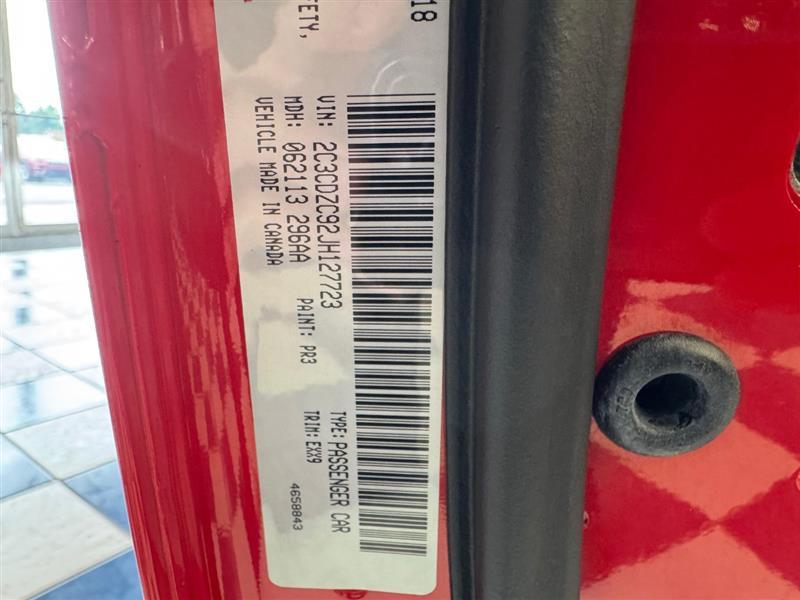 18
FETY,
VIN: 2C3CDZC92JH127723
TYPE: PASSENGER CAR
MDH: 062113 296AA
PAINT: PR3
TRIM: EXX9
VEHICLE MADE IN CANADA
4658843